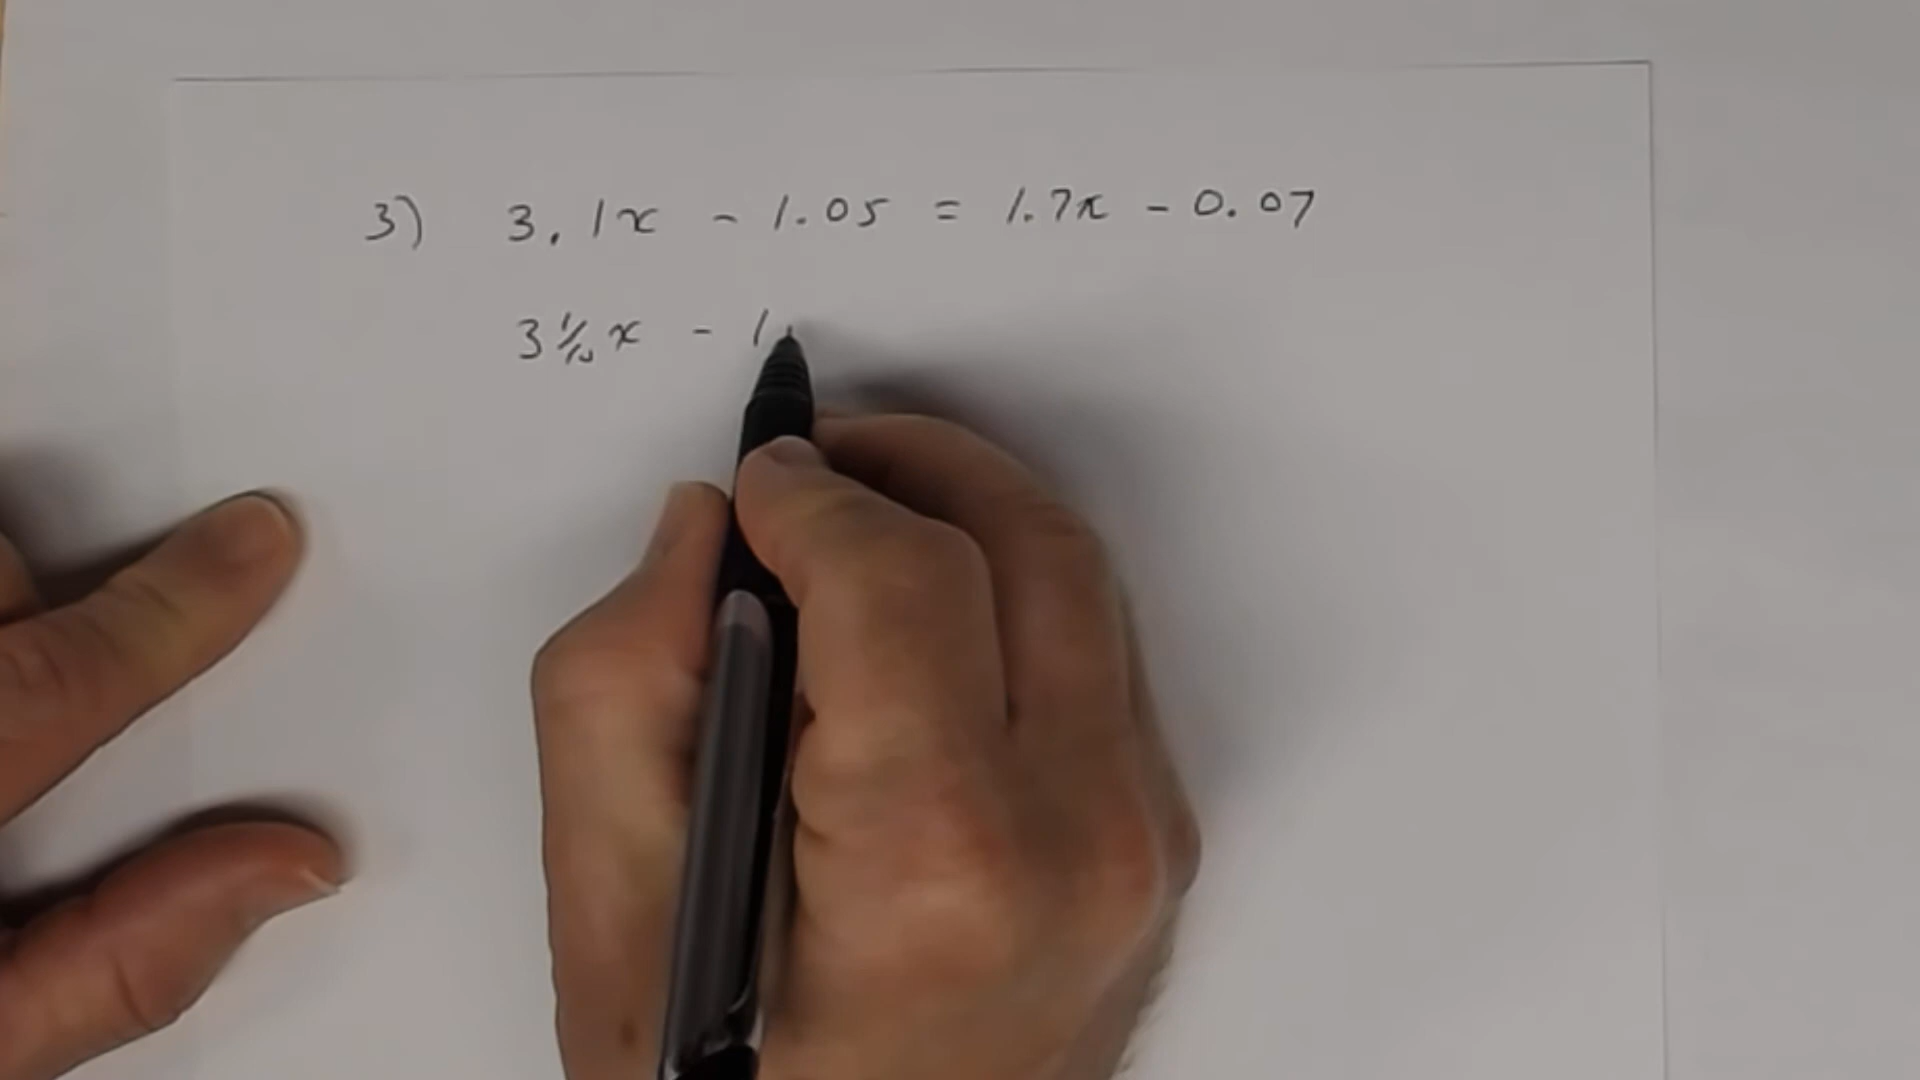 3) 3.1x - 1.05 = 1.7x - 0.07
3 1/10 x - 1